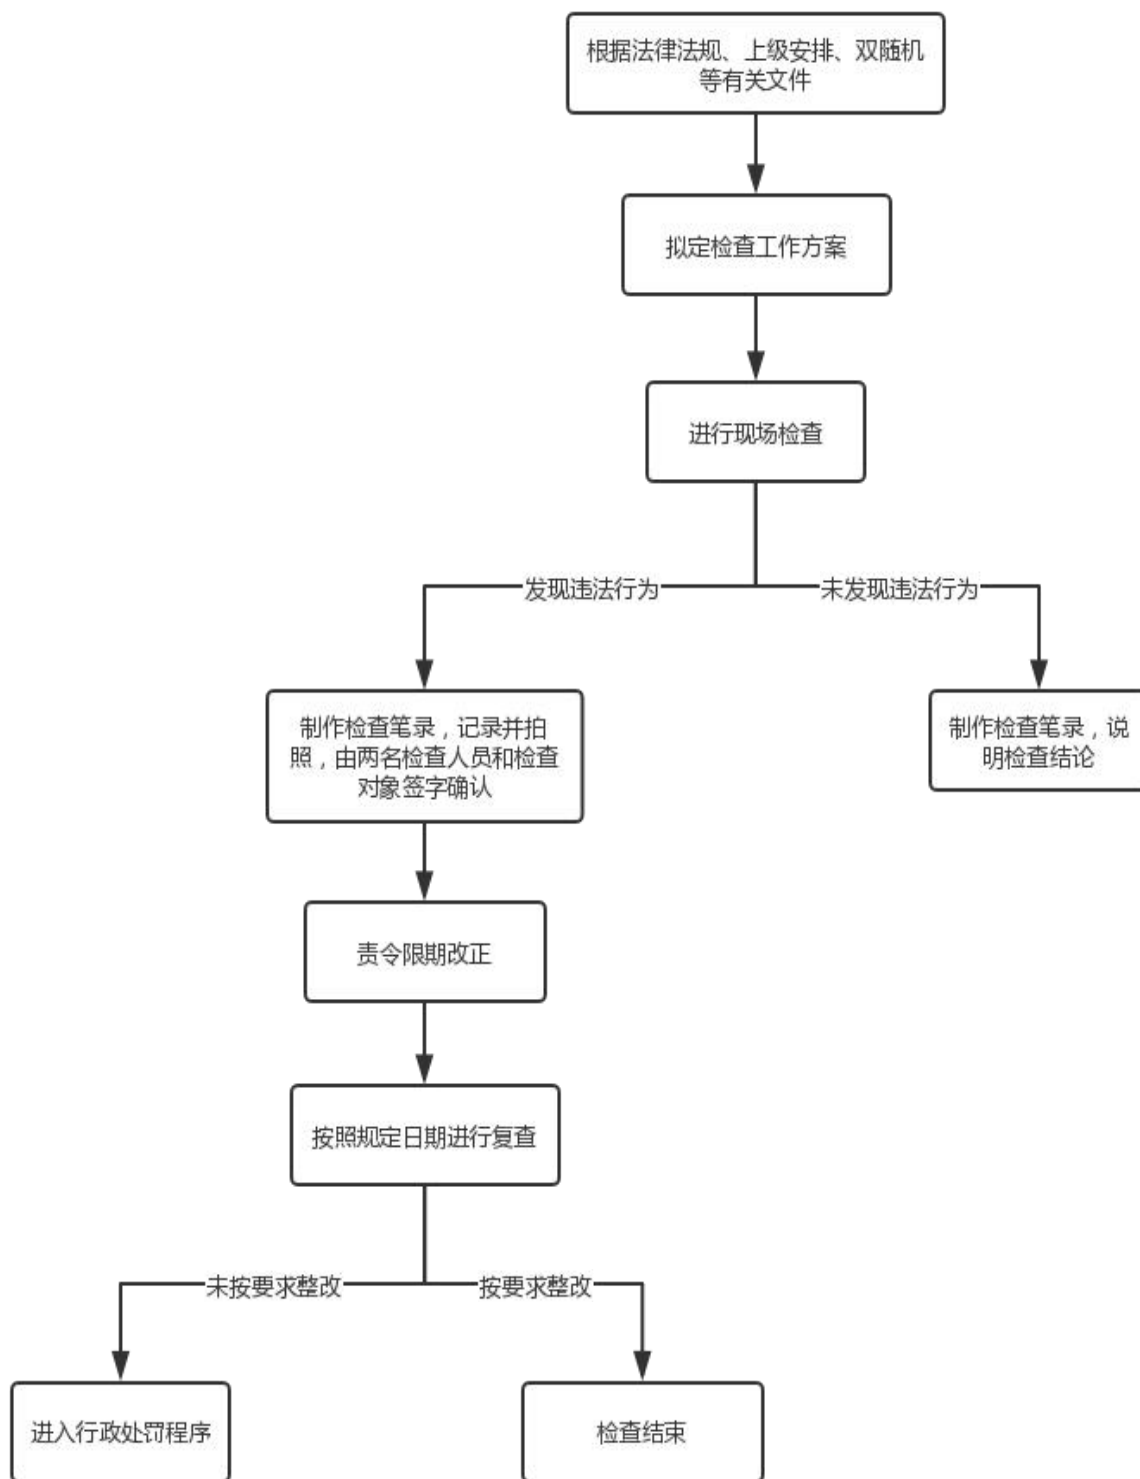 根据法律法规、上级安排、双随机
等有关文件
拟定检查工作方案
进行现场检查
发现违法行为
未发现违法行为
制作检查笔录，记录并拍
照，由两名检查人员和检查
对象签字确认
制作检查笔录，说
明检查结论
责令限期改正
按照规定日期进行复查
未按要求整改
按要求整改
进入行政处罚程序
检查结束